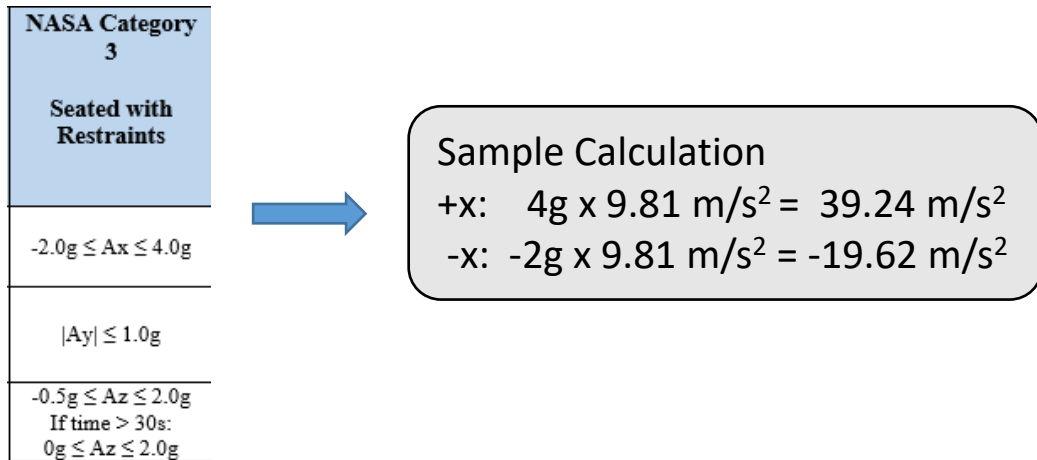 NASA Category
3
Seated with
Restraints
-2.0g ≤ Ax ≤ 4.0g
|Ay| ≤ 1.0g
-0.5g ≤ Az ≤ 2.0g
If time > 30s:
0g ≤ Az ≤ 2.0g
Sample Calculation
+x: 4g x 9.81 m/s² = 39.24 m/s²
-x: -2g x 9.81 m/s² = -19.62 m/s²